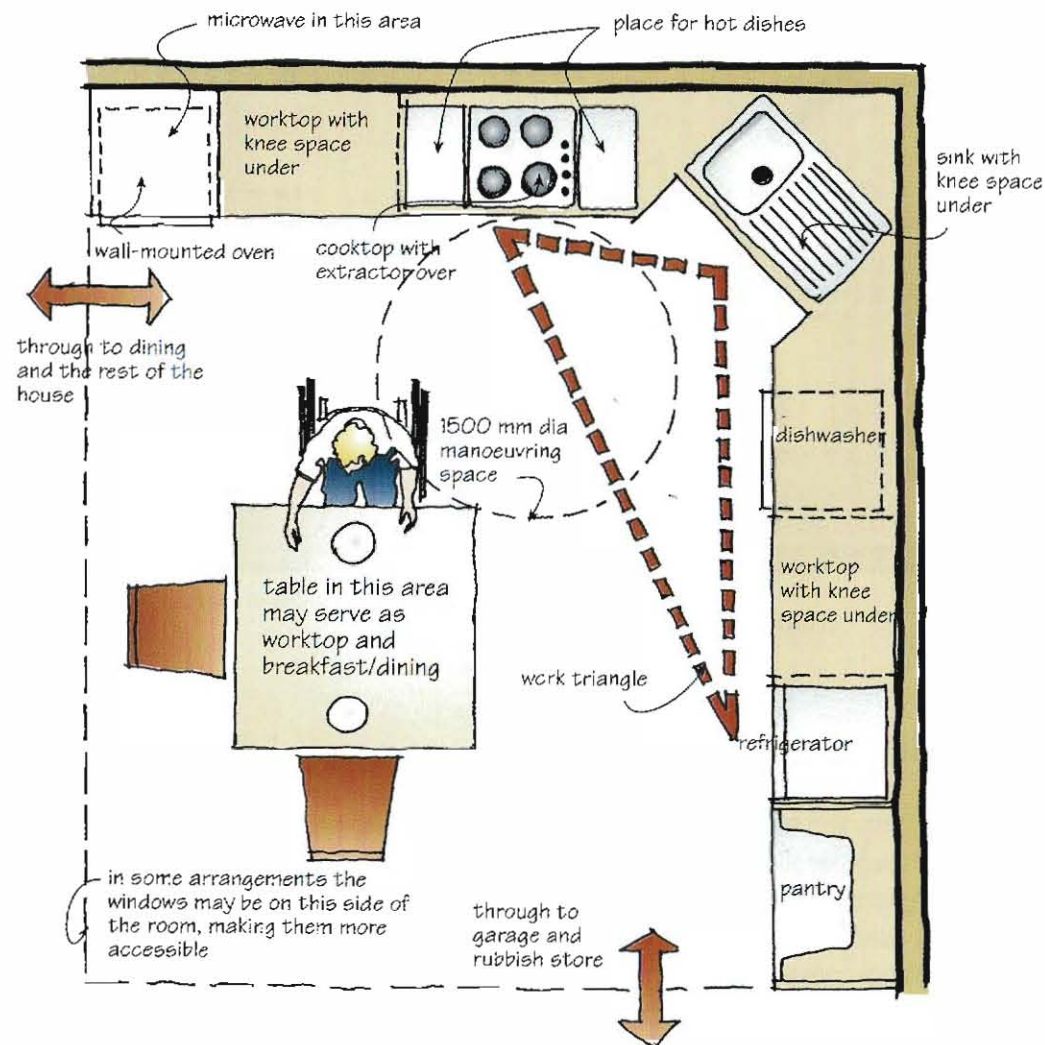 microwave in this area
place for hot dishes
worktop with
knee space
under
sink with
knee space
under
wall-mounted oven
cooktop with
extractor over
through to dining
and the rest of the
house
1500 mm dia
manoeuvring
space
dishwasher
table in this area
may serve as
worktop and
breakfast/dining
worktop
with knee
space under
work triangle
refrigerator
pantry
in some arrangements the
windows may be on this side of
the room, making them more
accessible
through to
garage and
rubbish store